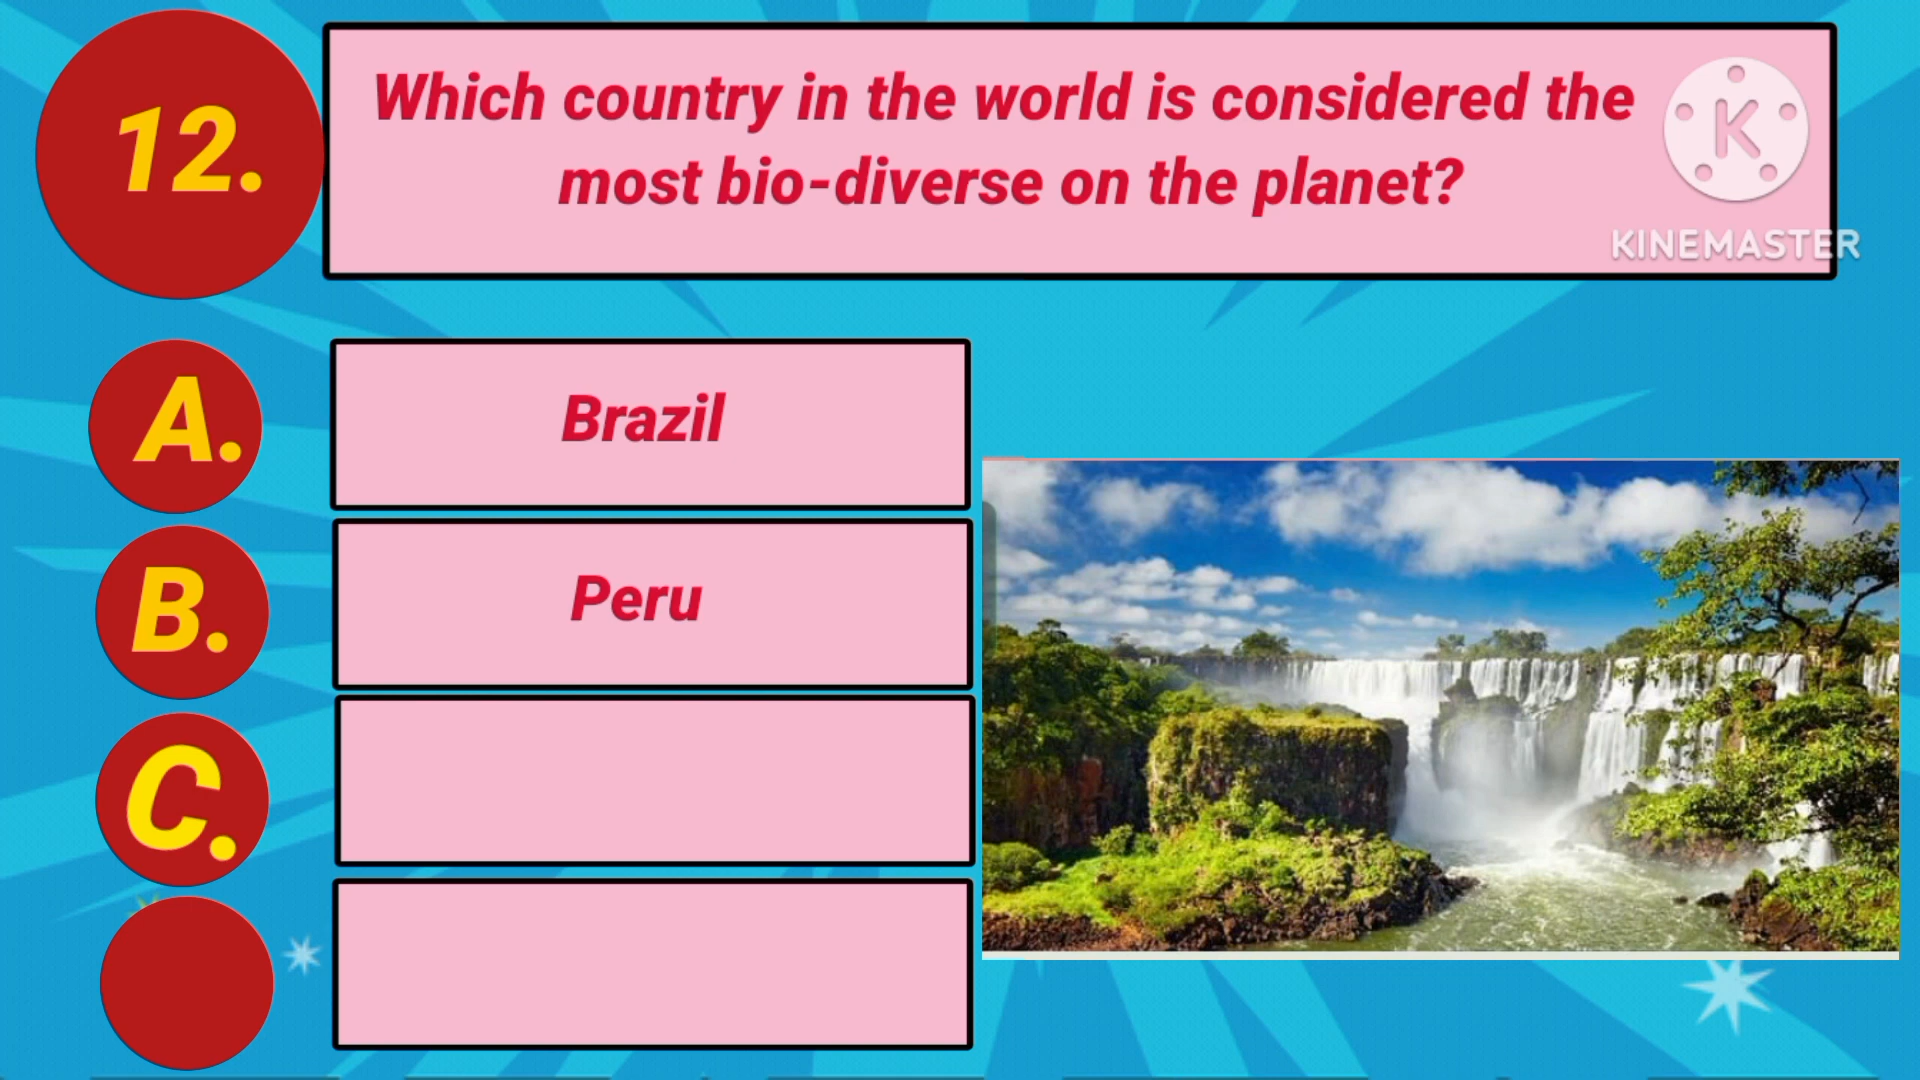 12.
Which country in the world is considered the
most bio-diverse on the planet?
K
KINEMASTER
A.
Brazil
B.
Peru
C.